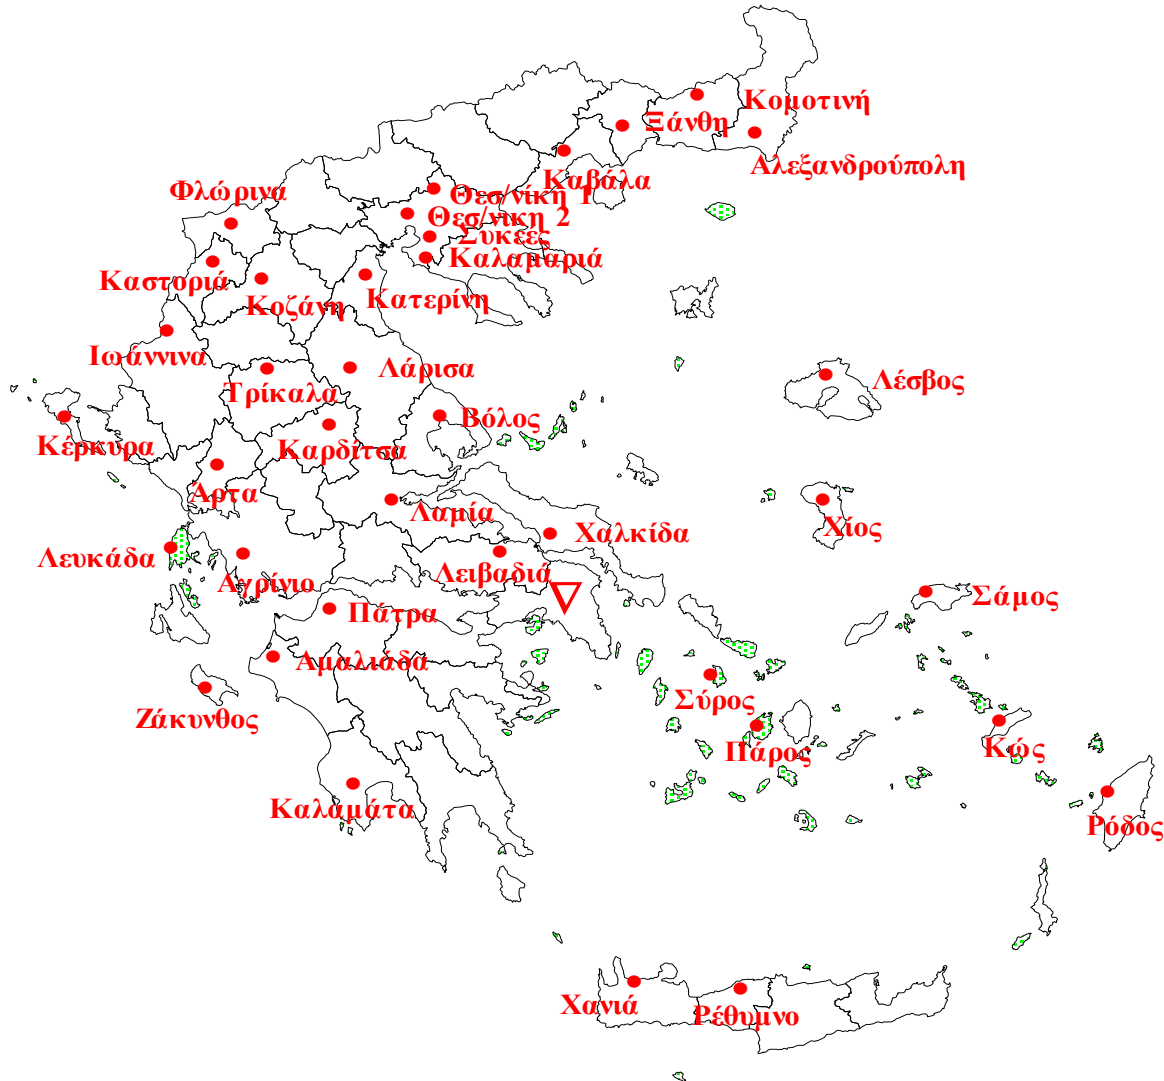 Κομοτινή
Ξάνθη
Αλεξανδρούπολη
Καβάλα
Φλώρινα
Θεσ/νίκη 1
Θεσ/νίκη 2
Συκεές
Καλαμαριά
Καστοριά
Κοζάνη
Κατερίνη
Ιωάννινα
Λάρισα
Τρίκαλα
Λέσβος
Βόλος
Κέρκυρα
Καρδίτσα
Άρτα
Λαμία
Χίος
Χαλκίδα
Λευκάδα
Λειβαδιά
Αγρίνιο
Σάμος
Πάτρα
Αμαλιάδα
Σύρος
Ζάκυνθος
Πάρος
Κώς
Καλαμάτα
Ρόδος
Χανιά
Ρέθυμνο